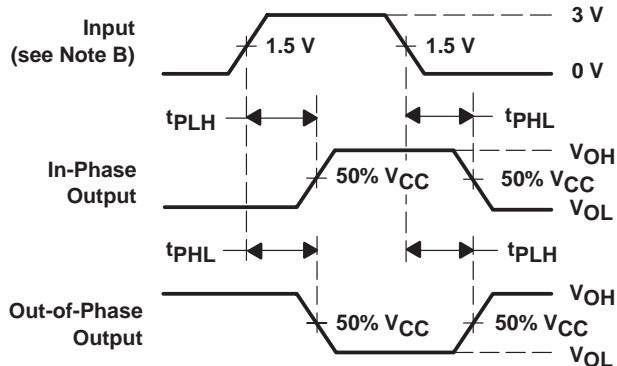 Input
(see Note B)
1.5 V
1.5 V
3 V
0 V
tPLH
tPHL
In-Phase
Output
50% VCC
50% VCC
VOH
VOL
tPHL
tPLH
Out-of-Phase
Output
50% VCC
50% VCC
VOH
VOL